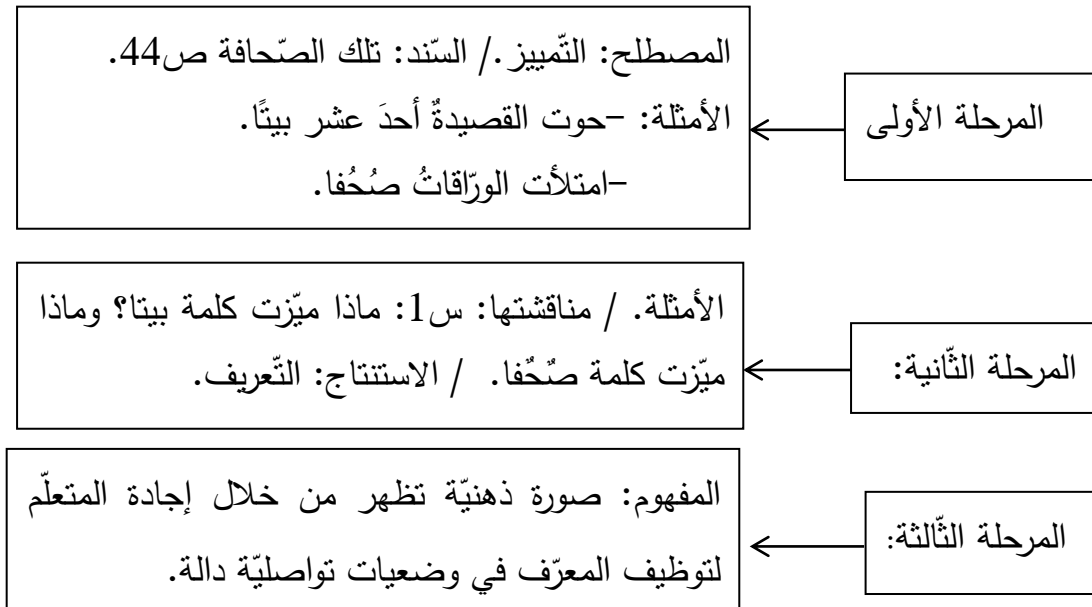 المصطلح: التّمييز./ السّند: تلك الصّحافة ص44.
الأمثلة: -حوت القصيدةٌ أحدَ عشر بيتًا.
-امتلأت الورّاقاتُ صُحُفا.
المرحلة الأولى
الأمثلة. / مناقشتها: س1: ماذا ميّزت كلمة بيتا؟ وماذا
ميّزت كلمة صٌحٌفا. / الاستنتاج: التّعريف.
المرحلة الثّانية:
المفهوم: صورة ذهنيّة تظهر من خلال إجادة المتعلّم
لتوظيف المعرّف في وضعيات تواصليّة دالة.
المرحلة الثّالثة: